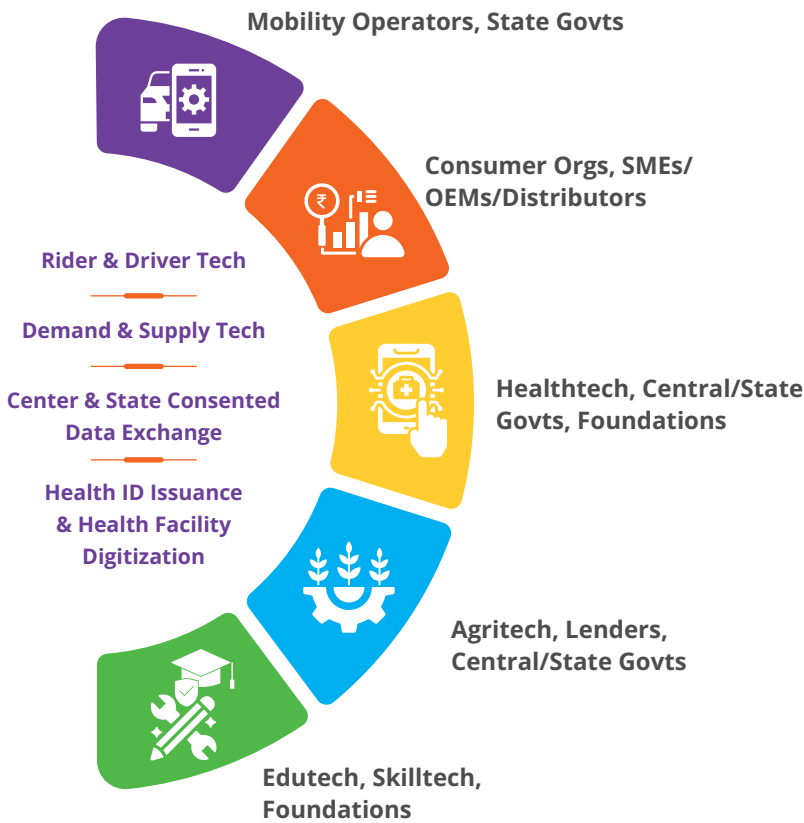 Mobility Operators, State Govts
Consumer Orgs, SMEs/
OEMs/Distributors
₹
Rider & Driver Tech
Demand & Supply Tech
Center & State Consented
Data Exchange
Health ID Issuance
& Health Facility
Digitization
Healthtech, Central/State
Govts, Foundations
Agritech, Lenders,
Central/State Govts
Edutech, Skilltech,
Foundations